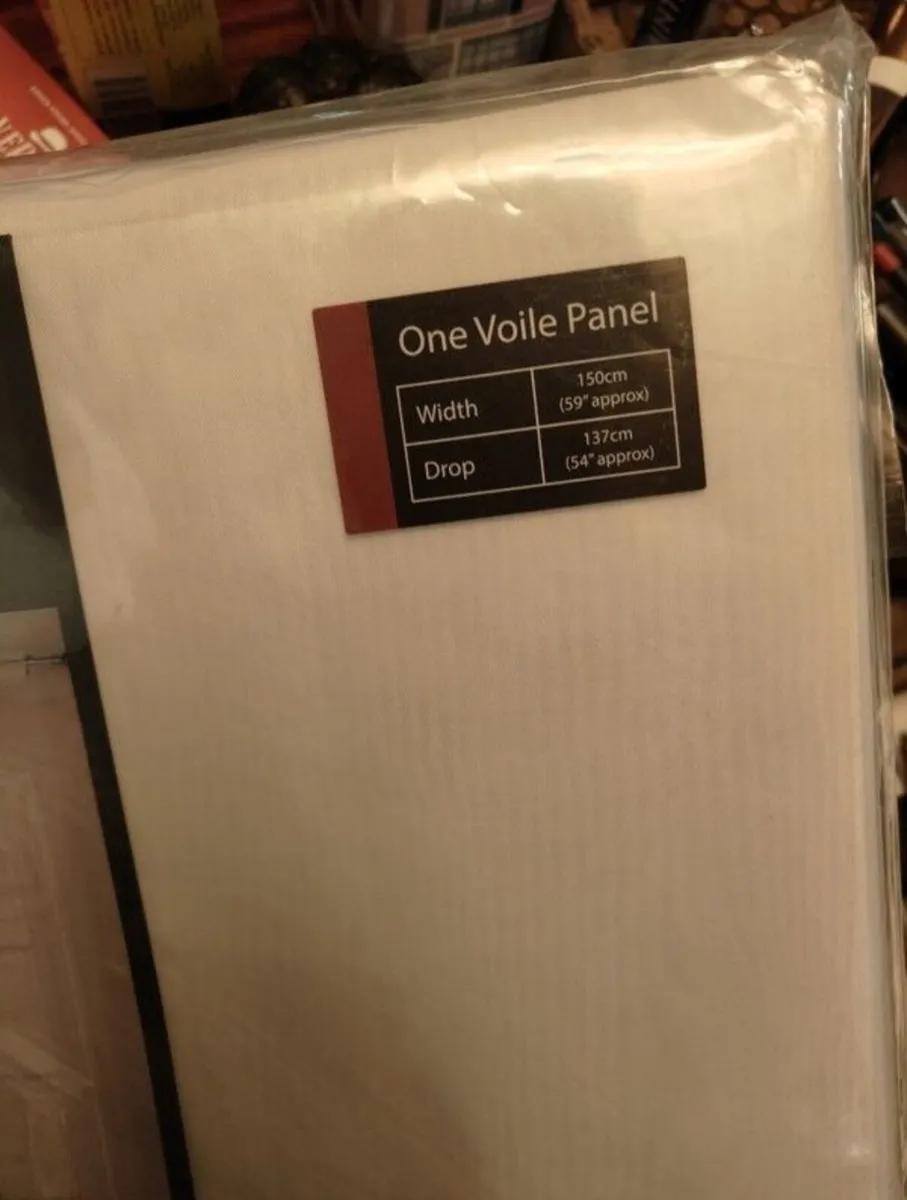 One Voile Panel
Width
150cm
(59" approx)
Drop
137cm
(54" approx)